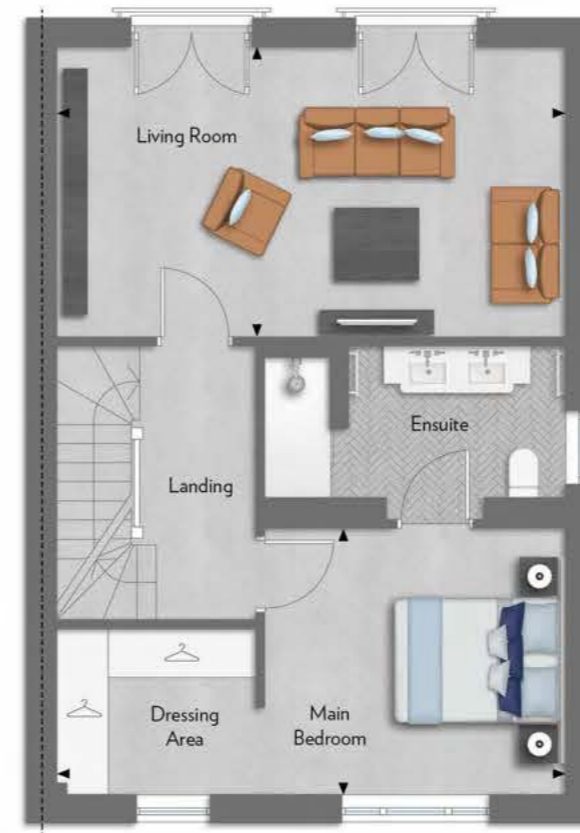 Living Room
Ensuite
Landing
Dressing
Area
Main
Bedroom